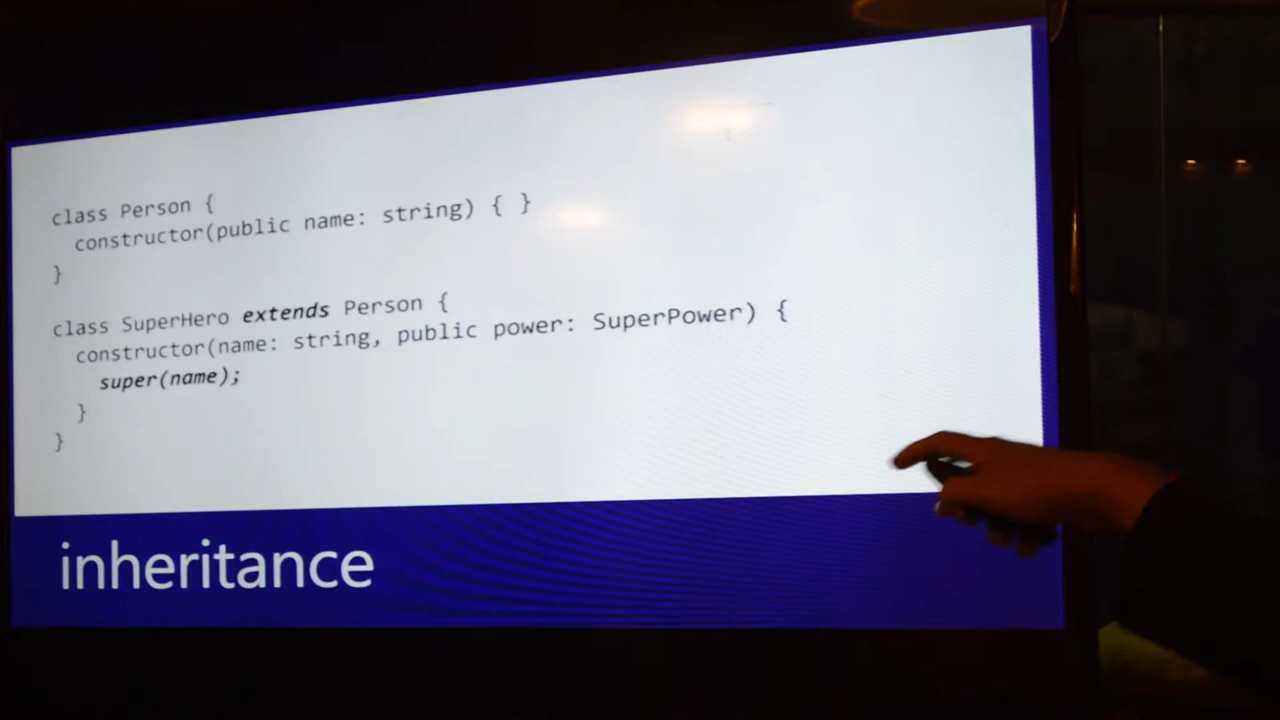 class Person {
constructor(public name: string) { }
}
class SuperHero extends Person {
constructor(name: string, public power: SuperPower) {
super(name);
}
}
inheritance